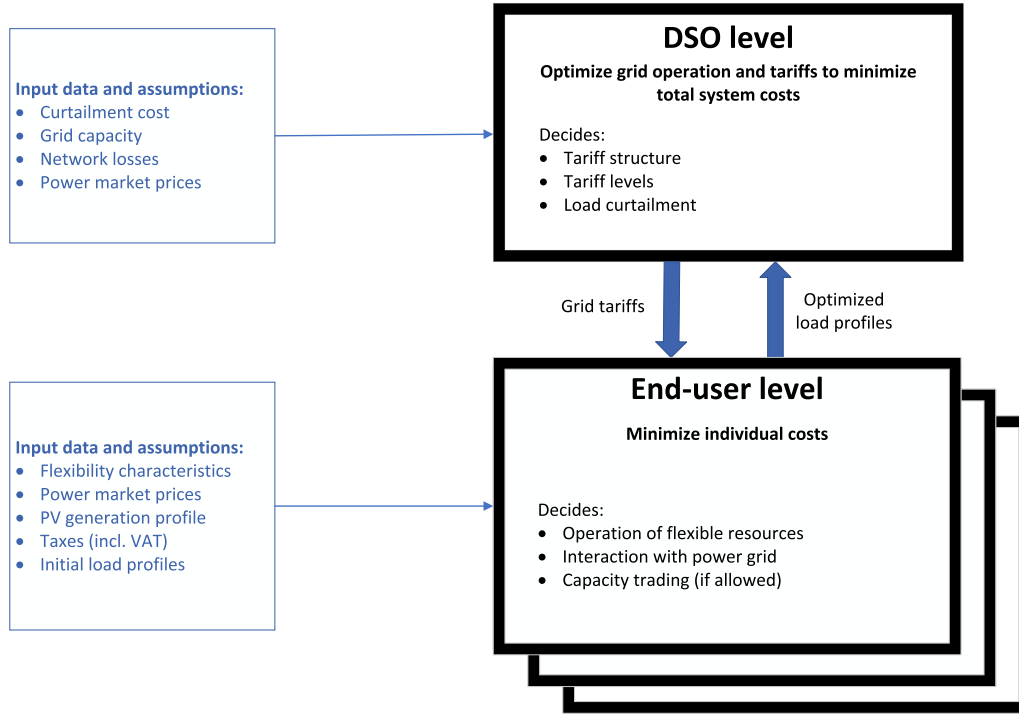 DSO level
Optimize grid operation and tariffs to minimize
total system costs
Decides:
• Tariff structure
• Tariff levels
• Load curtailment
Input data and assumptions:
• Curtailment cost
• Grid capacity
• Network losses
• Power market prices
Grid tariffs
Optimized
load profiles
End-user level
Minimize individual costs
Decides:
• Operation of flexible resources
• Interaction with power grid
• Capacity trading (if allowed)
Input data and assumptions:
• Flexibility characteristics
• Power market prices
• PV generation profile
• Taxes (incl. VAT)
• Initial load profiles